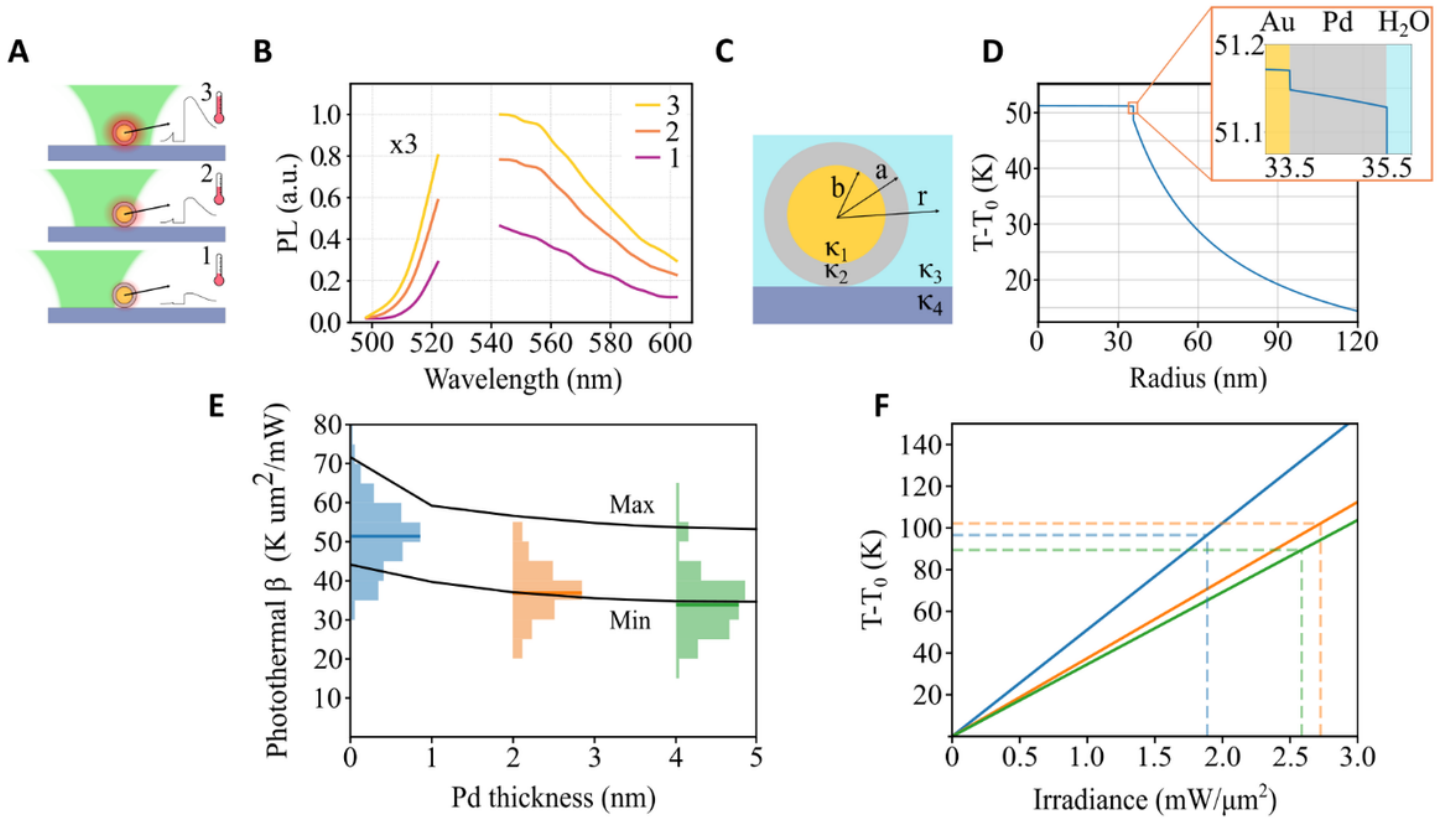 A
3
2
1
B
PL (a.u.)
1.0
0.8
0.6
0.4
0.2
0.0
x3
3
2
1
500 520 540 560 580 600
Wavelength (nm)
C
b
a
r
κ1
κ2
κ3
κ4
D
T-T0 (K)
50
40
30
20
0 30 60 90 120
Radius (nm)
Au Pd H2O
51.2
51.1
33.5 35.5
E
Photothermal β (K um2/mW)
80
70
60
50
40
30
20
10
Max
Min
0 1 2 3 4 5
Pd thickness (nm)
F
T-T0 (K)
140
120
100
80
60
40
20
0 0.5 1.0 1.5 2.0 2.5 3.0
Irradiance (mW/μm2)